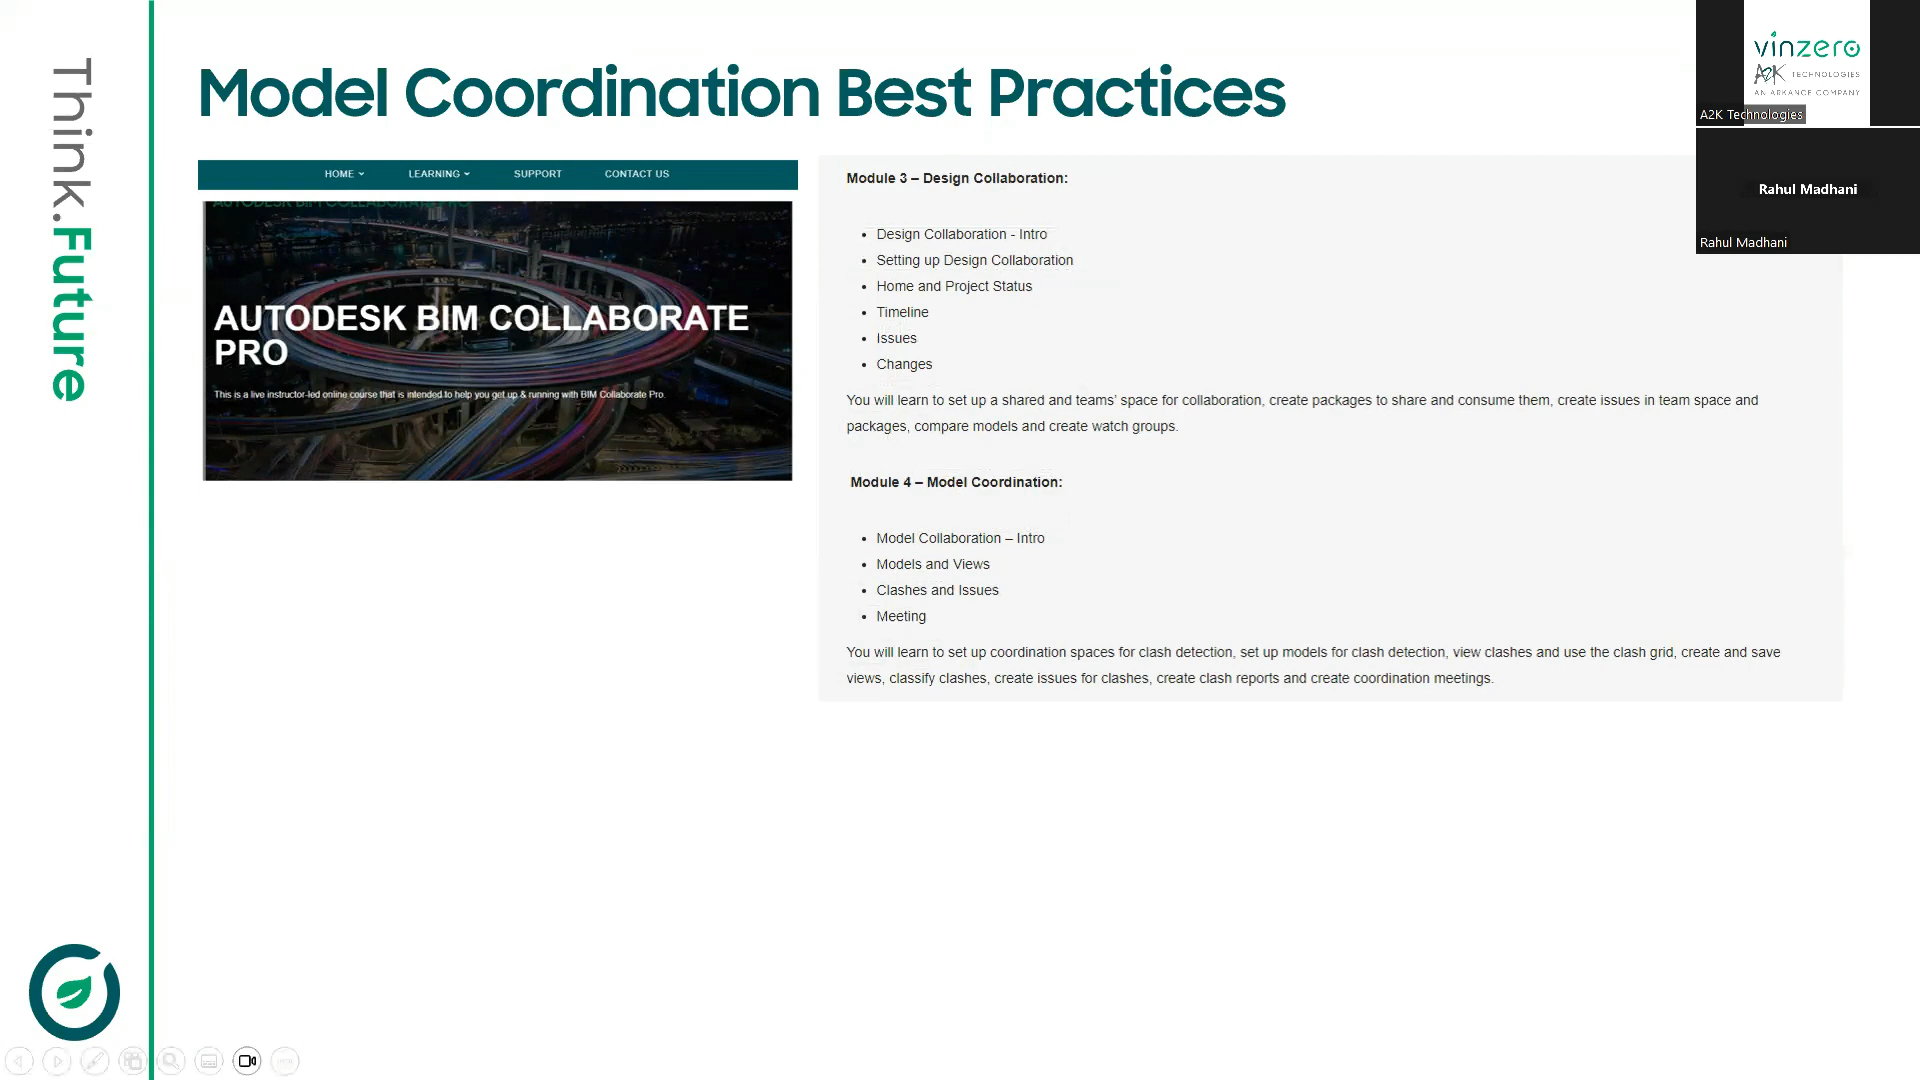 Think.Future
Model Coordination Best Practices
HOME
LEARNING
SUPPORT
CONTACT US
AUTODESK BIM COLLABORATE PRO
AUTODESK BIM COLLABORATE
PRO
This is a live instructor-led online course that is intended to help you get up & running with BIM Collaborate Pro.
Module 3 – Design Collaboration:
• Design Collaboration - Intro
• Setting up Design Collaboration
• Home and Project Status
• Timeline
• Issues
• Changes
You will learn to set up a shared and teams’ space for collaboration, create packages to share and consume them, create issues in team space and
packages, compare models and create watch groups.
Module 4 – Model Coordination:
• Model Collaboration – Intro
• Models and Views
• Clashes and Issues
• Meeting
You will learn to set up coordination spaces for clash detection, set up models for clash detection, view clashes and use the clash grid, create and save
views, classify clashes, create issues for clashes, create clash reports and create coordination meetings.
vinzero
A2K TECHNOLOGIES
AN ARKANCE COMPANY
A2K Technologies
Rahul Madhani
Rahul Madhani